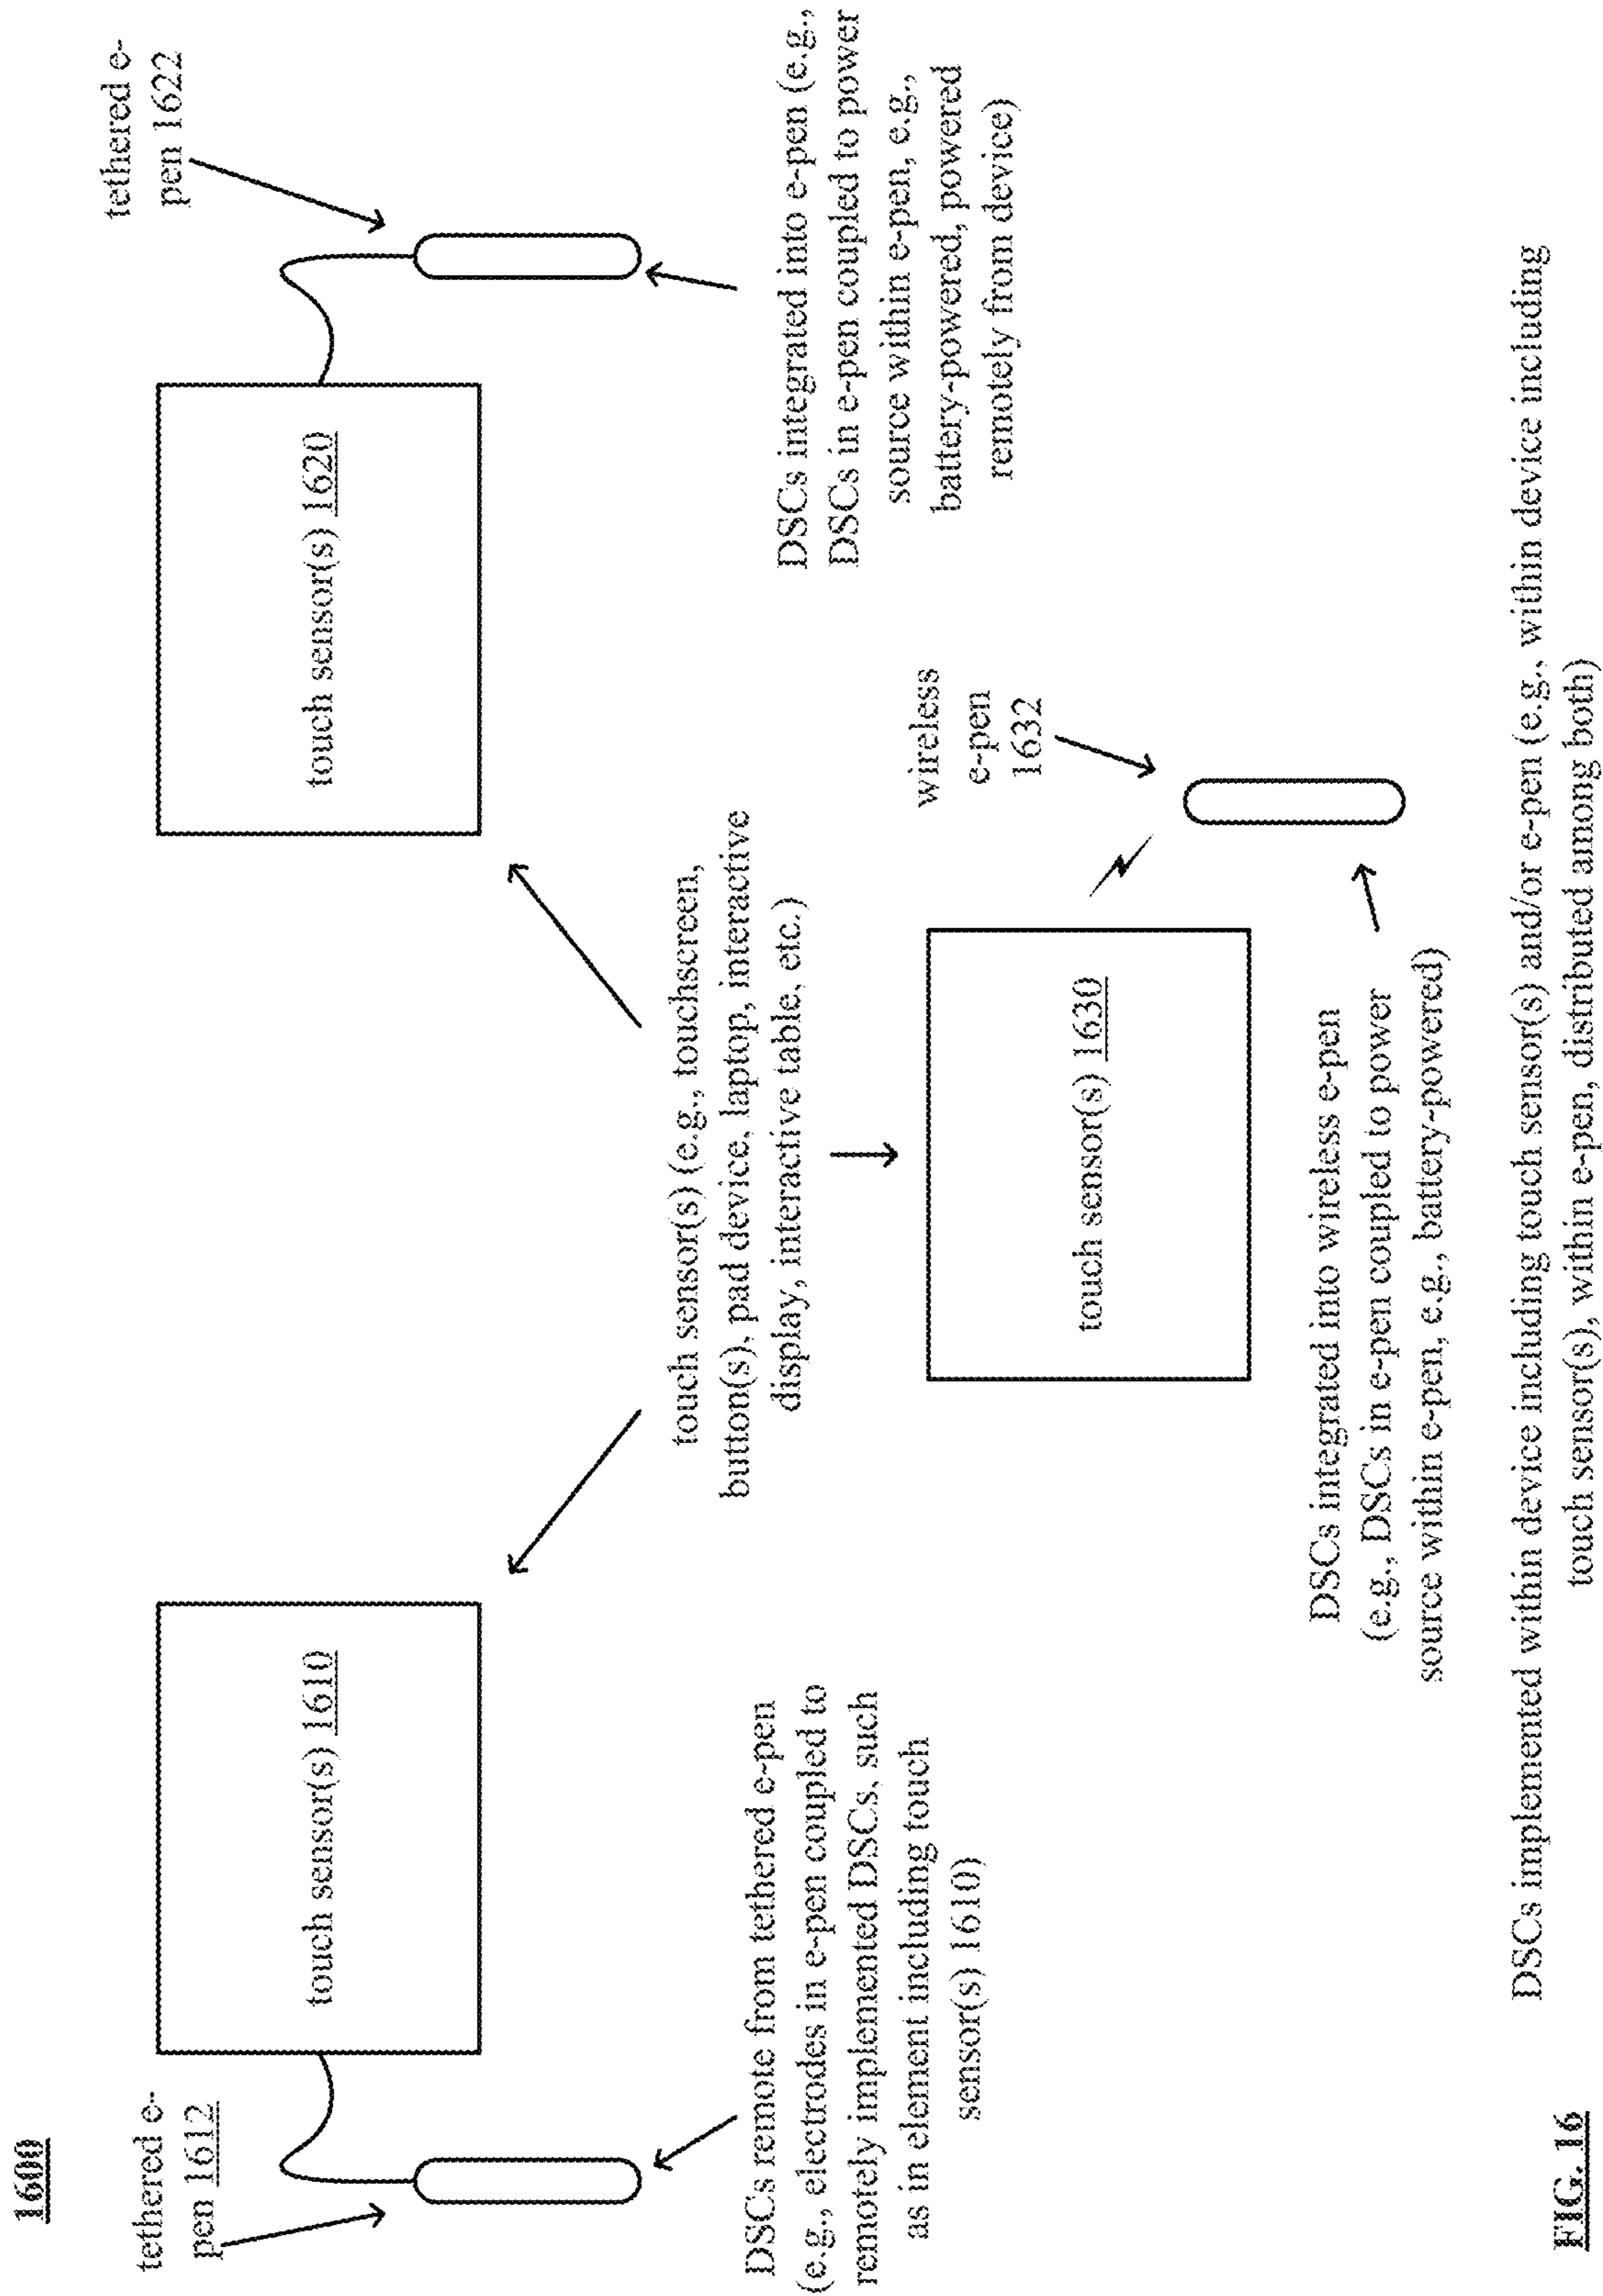 1600
tethered e-
pen 1612
touch sensor(s) 1610
DSCs remote from tethered e-pen
(e.g., electrodes in e-pen coupled to
remotely implemented DSCs, such
as in element including touch
sensor(s) 1610)
touch sensor(s) (e.g., touchscreen,
button(s), pad device, laptop, interactive
display, interactive table, etc.)
touch sensor(s) 1620
tethered e-
pen 1622
DSCs integrated into e-pen (e.g.,
DSCs in e-pen coupled to power
source within e-pen, e.g.,
battery-powered, powered
remotely from device)
touch sensor(s) 1630
wireless
e-pen
1632
DSCs integrated into wireless e-pen
(e.g., DSCs in e-pen coupled to power
source within e-pen, e.g., battery-powered)
DSCs implemented within device including touch sensor(s) and/or e-pen (e.g., within device including
touch sensor(s), within e-pen, distributed among both)
FIG. 16